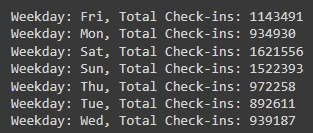 Weekday: Fri, Total Check-ins: 1143491
Weekday: Mon, Total Check-ins: 934930
Weekday: Sat, Total Check-ins: 1621556
Weekday: Sun, Total Check-ins: 1522393
Weekday: Thu, Total Check-ins: 972258
Weekday: Tue, Total Check-ins: 892611
Weekday: Wed, Total Check-ins: 939187